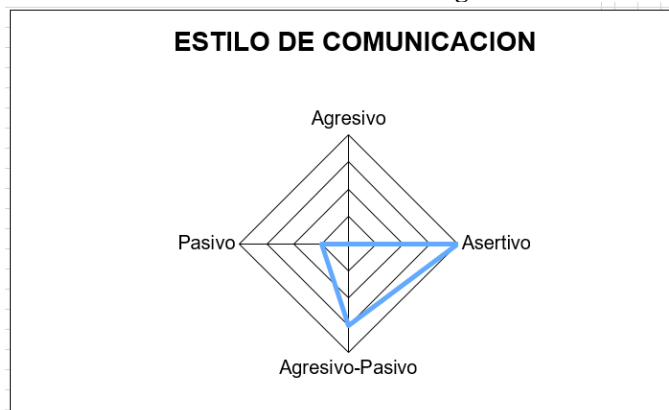 ESTILO DE COMUNICACION
Agresivo
Pasivo
Asertivo
Agresivo-Pasivo